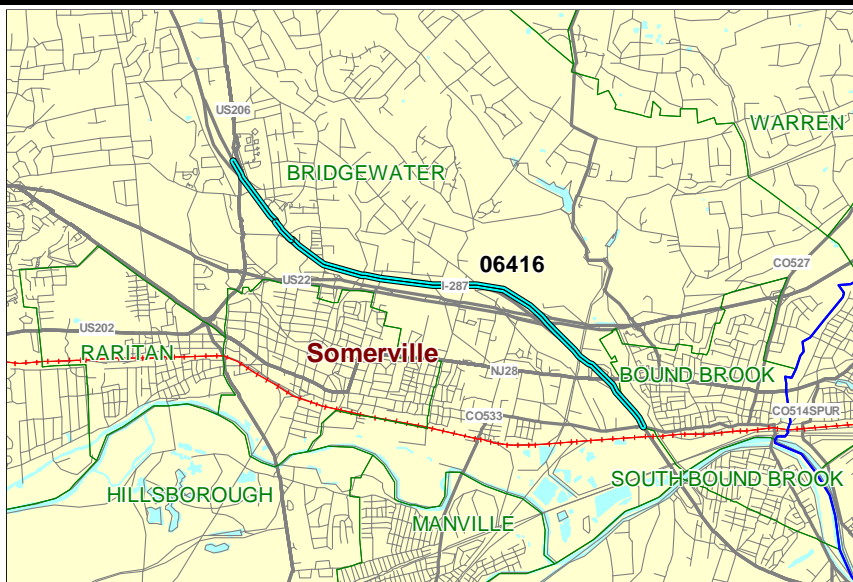 US206
WARREN
BRIDGEWATER
06416
CO527
US22
I-287
US202
RARITAN
Somerville
NJ28
BOUND BROOK
CO533
CO514SPUR
SOUTH BOUND BROOK
HILLSBOROUGH
MANVILLE